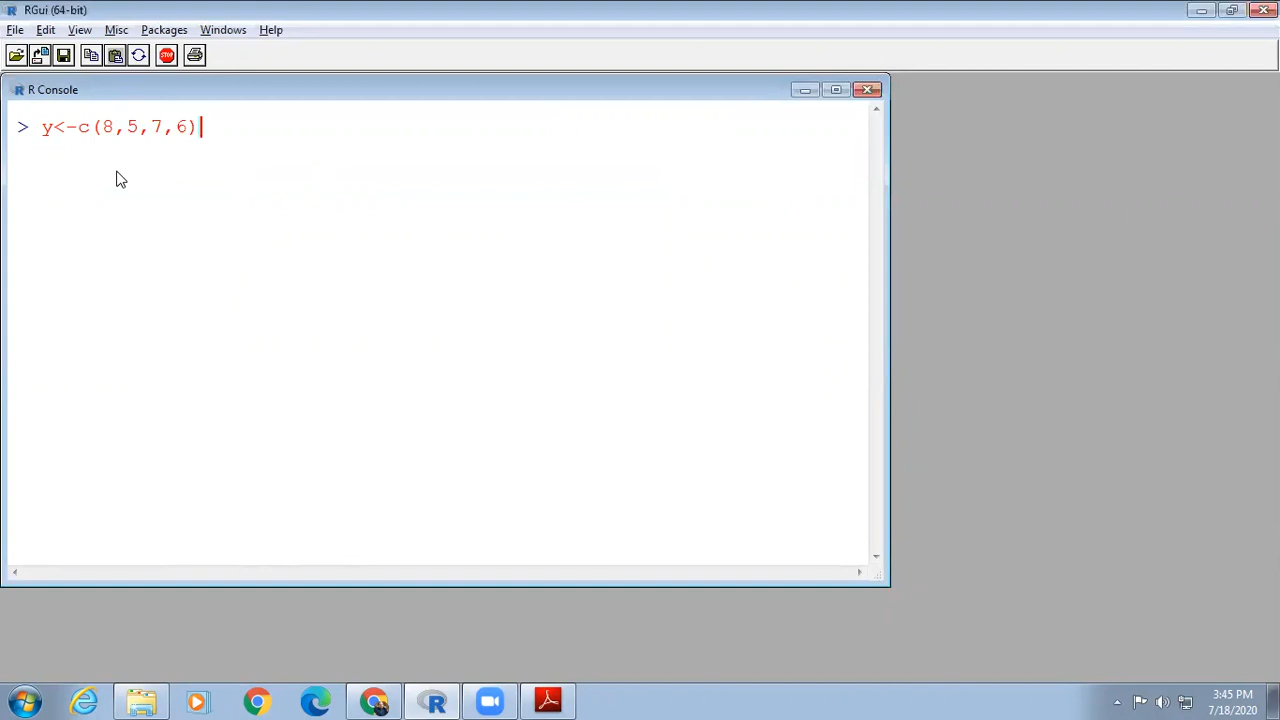 RGui (64-bit)
File Edit View Misc Packages Windows Help
STOP
R Console
> y<-c(8,5,7,6)
3:45 PM
7/18/2020